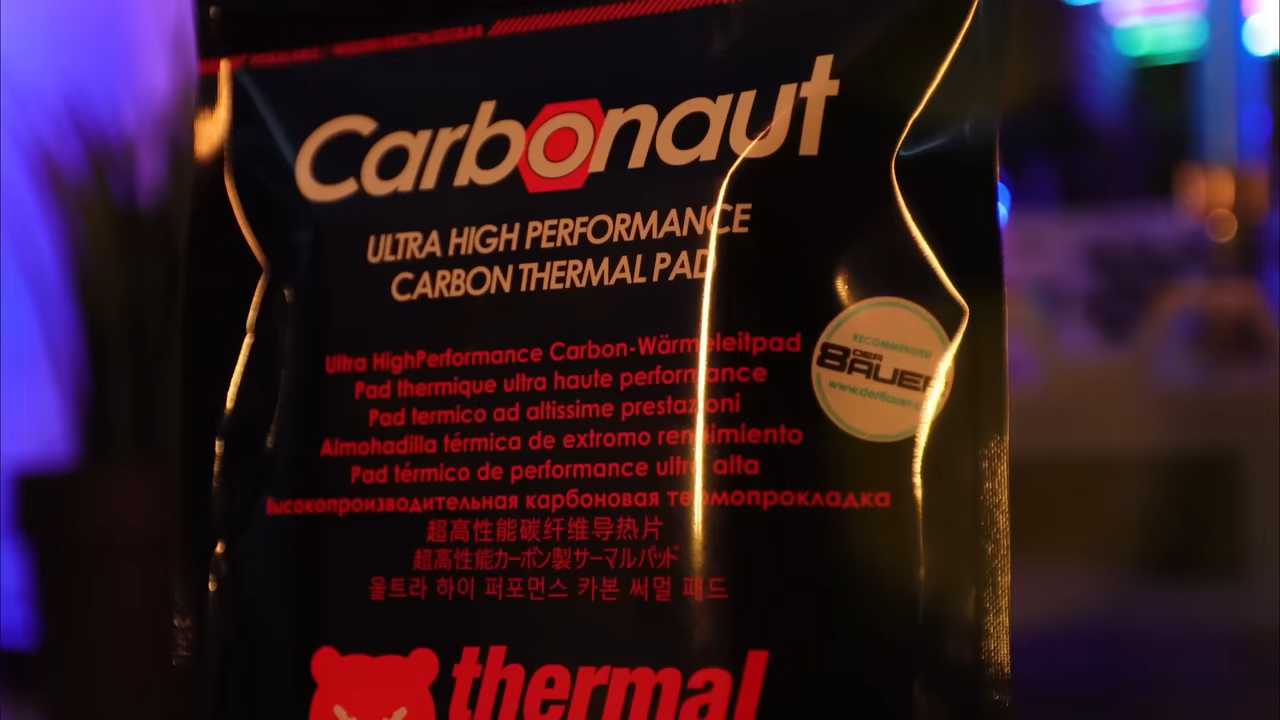 Carbonaut
ULTRA HIGH PERFORMANCE
CARBON THERMAL PAD
Ultra HighPerformance Carbon-Wärmeleitpad
Pad thermique ultra haute performance
Pad termico ad altissime prestazioni
Almohadilla térmica de extromo rendimiento
Pad térmico de performance ultra alta
Высокопроизводительная карбоновая термопрокладка
超高性能碳纤维导热片
超高性能カーボン製サーマルパッド
울트라 하이 퍼포먼스 카본 써멀 패드
RECOMMENDED
DER
8AUER
thermal